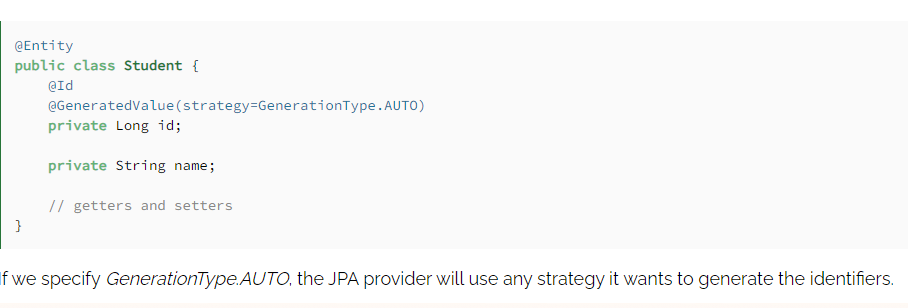 @Entity
public class Student {
    @Id
    @GeneratedValue(strategy=GenerationType.AUTO)
    private Long id;
    private String name;
    // getters and setters
}
If we specify GenerationType.AUTO, the JPA provider will use any strategy it wants to generate the identifiers.